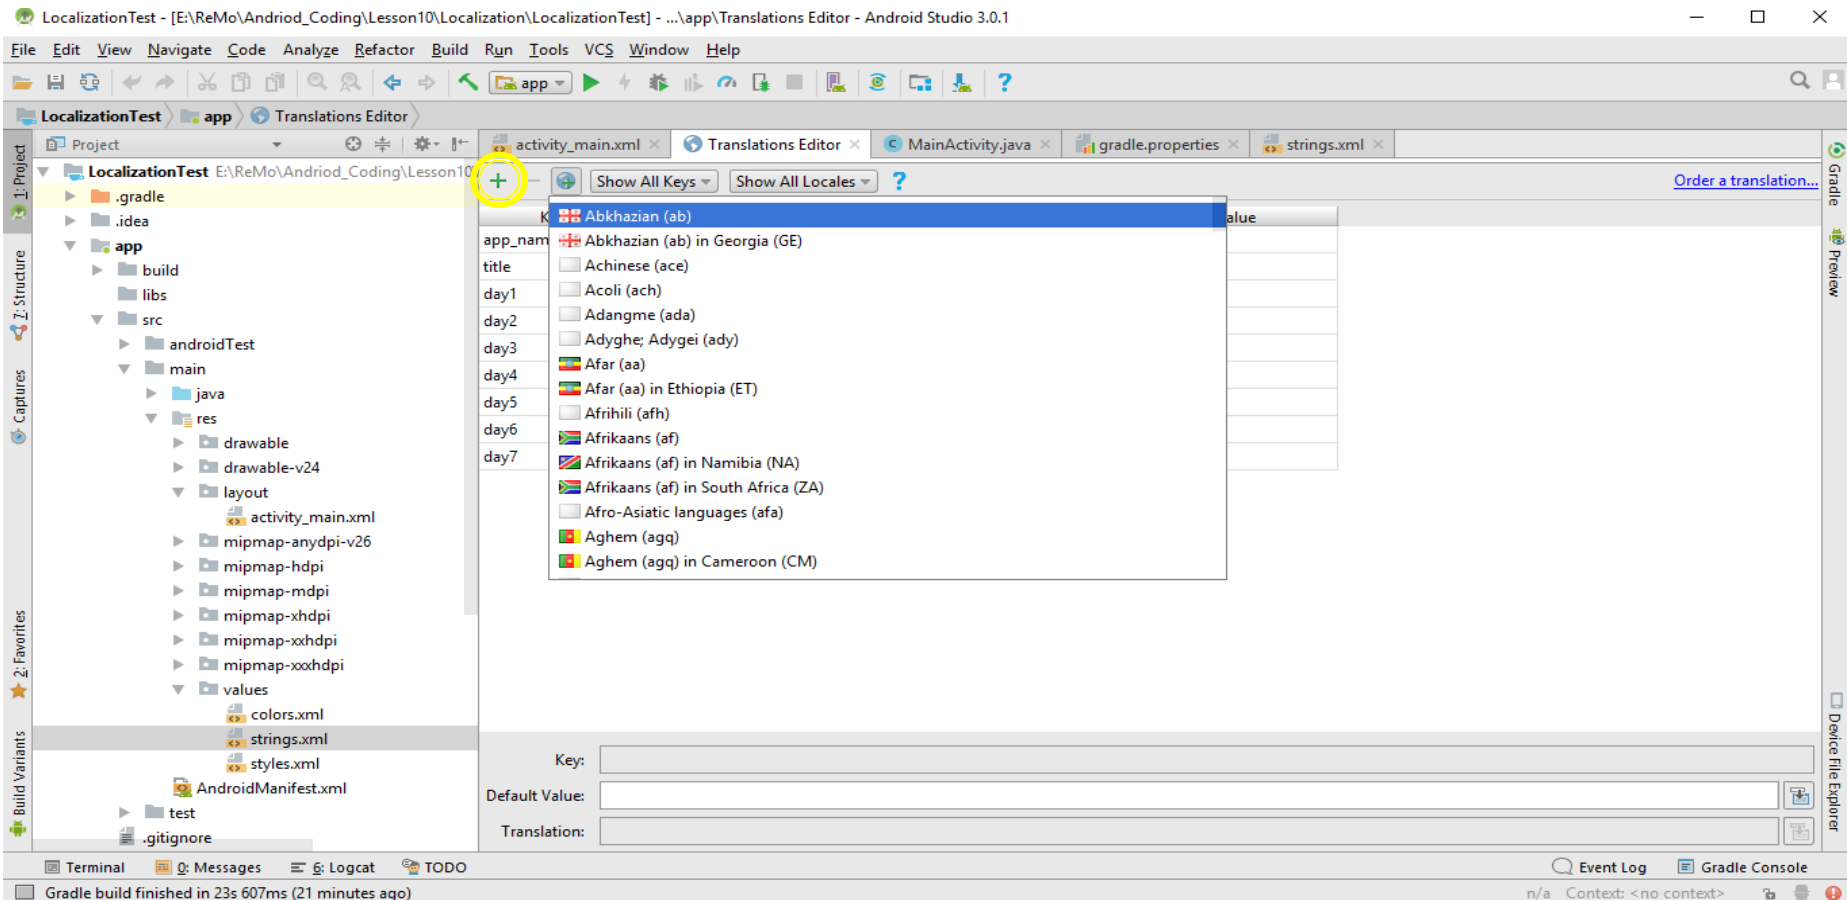 LocalizationTest - [E:\ReMo\Andriod_Coding\Lesson10\Localization\LocalizationTest] - ...\app\Translations Editor - Android Studio 3.0.1
File Edit View Navigate Code Analyze Refactor Build Run Tools VCS Window Help
app
LocalizationTest app Translations Editor
Project
activity_main.xml Translations Editor MainActivity.java gradle.properties strings.xml
1: Project
7: Structure
Captures
2: Favorites
Build Variants
LocalizationTest E:\ReMo\Andriod_Coding\Lesson10
.gradle
.idea
app
build
libs
src
androidTest
main
java
res
drawable
drawable-v24
layout
activity_main.xml
mipmap-anydpi-v26
mipmap-hdpi
mipmap-mdpi
mipmap-xhdpi
mipmap-xxhdpi
mipmap-xxxhdpi
values
colors.xml
strings.xml
styles.xml
AndroidManifest.xml
test
.gitignore
Show All Keys Show All Locales ? Order a translation...
K alue
app_nam
title
day1
day2
day3
day4
day5
day6
day7
Abkhazian (ab)
Abkhazian (ab) in Georgia (GE)
Achinese (ace)
Acoli (ach)
Adangme (ada)
Adyghe; Adygei (ady)
Afar (aa)
Afar (aa) in Ethiopia (ET)
Afrihili (afh)
Afrikaans (af)
Afrikaans (af) in Namibia (NA)
Afrikaans (af) in South Africa (ZA)
Afro-Asiatic languages (afa)
Aghem (agq)
Aghem (agq) in Cameroon (CM)
Key:
Default Value:
Translation:
Gradle
Preview
Device File Explorer
Terminal 0: Messages 6: Logcat TODO Event Log Gradle Console
Gradle build finished in 23s 607ms (21 minutes ago) n/a Context: <no context>